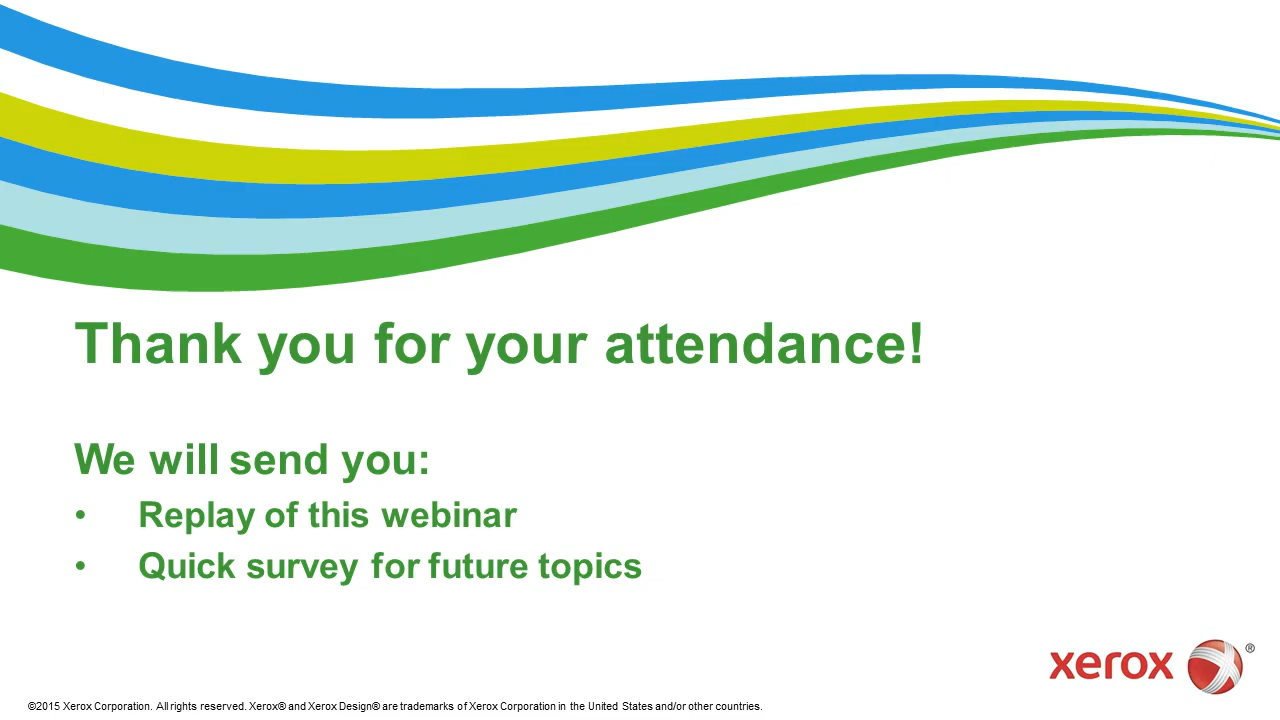 Thank you for your attendance!
We will send you:
• Replay of this webinar
• Quick survey for future topics
xerox ®
©2015 Xerox Corporation. All rights reserved. Xerox® and Xerox Design® are trademarks of Xerox Corporation in the United States and/or other countries.